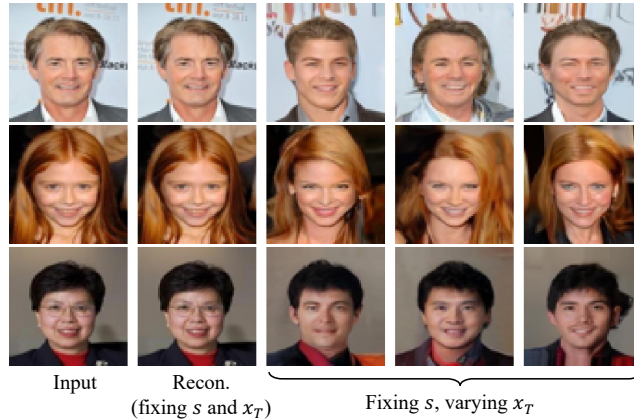 Input
Recon.
(fixing s and x_T)
Fixing s, varying x_T